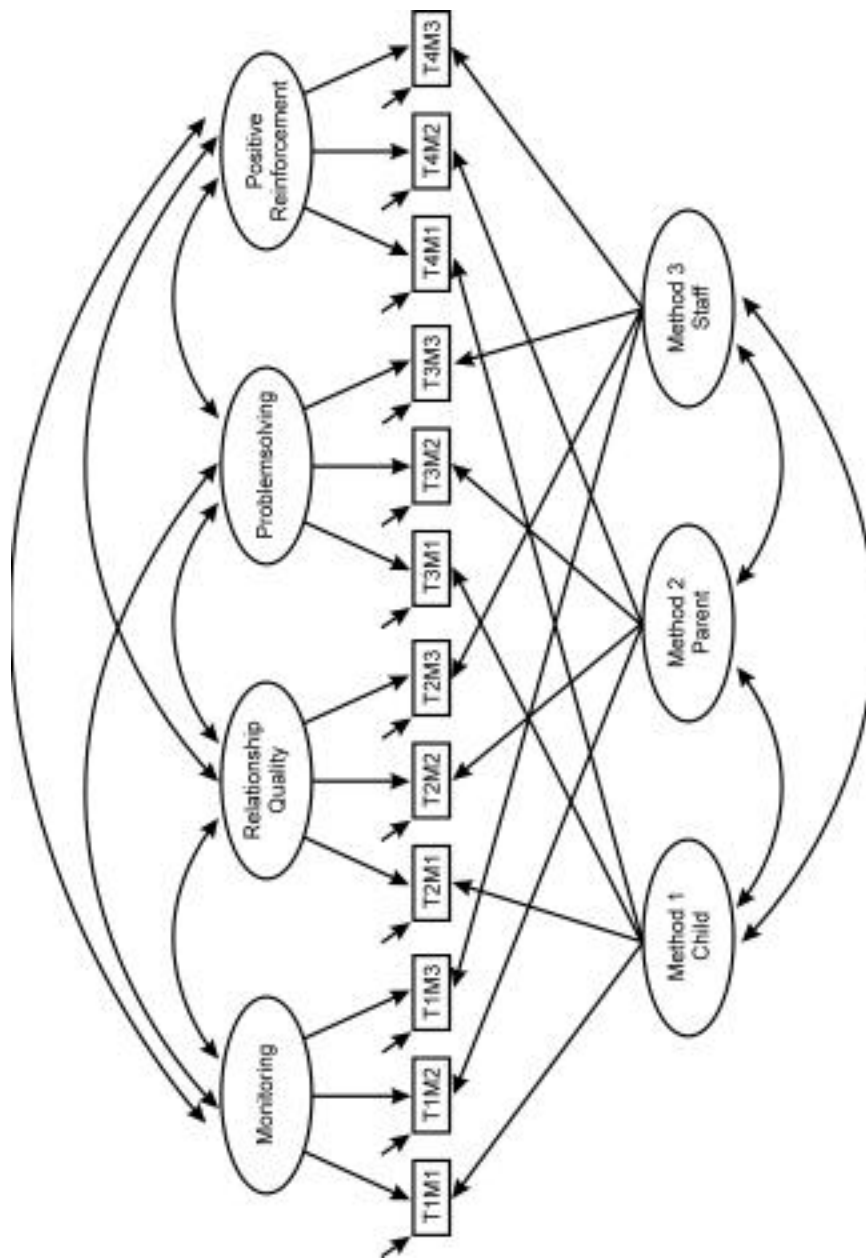 Monitoring
Relationship
Quality
Problemsolving
Positive
Reinforcement
T1M1
T1M2
T1M3
T2M1
T2M2
T2M3
T3M1
T3M2
T3M3
T4M1
T4M2
T4M3
Method 1
Child
Method 2
Parent
Method 3
Staff